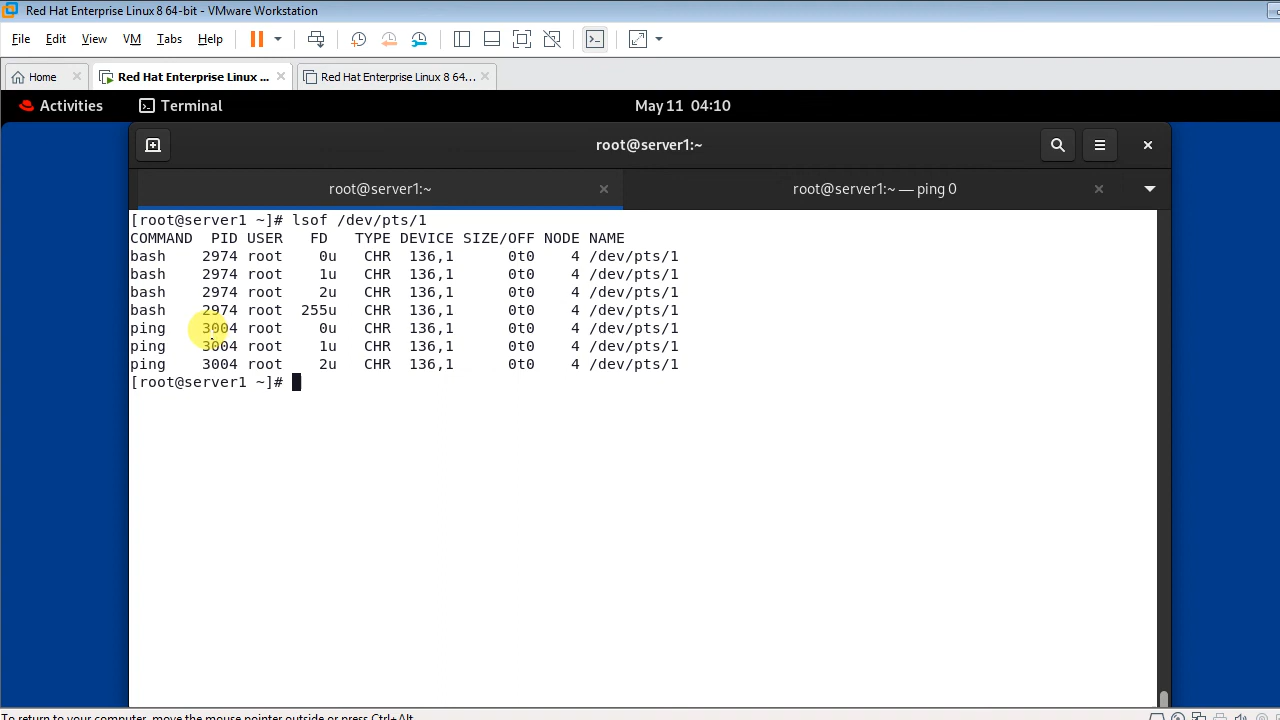 Red Hat Enterprise Linux 8 64-bit - VMware Workstation
File Edit View VM Tabs Help
Home Red Hat Enterprise Linux ... Red Hat Enterprise Linux 8 64...
Activities Terminal May 11 04:10
root@server1:~
root@server1:~ root@server1:~ — ping 0
[root@server1 ~]# lsof /dev/pts/1
COMMAND PID USER FD TYPE DEVICE SIZE/OFF NODE NAME
bash 2974 root 0u CHR 136,1 0t0 4 /dev/pts/1
bash 2974 root 1u CHR 136,1 0t0 4 /dev/pts/1
bash 2974 root 2u CHR 136,1 0t0 4 /dev/pts/1
bash 2974 root 255u CHR 136,1 0t0 4 /dev/pts/1
ping 3004 root 0u CHR 136,1 0t0 4 /dev/pts/1
ping 3004 root 1u CHR 136,1 0t0 4 /dev/pts/1
ping 3004 root 2u CHR 136,1 0t0 4 /dev/pts/1
[root@server1 ~]#
To return to your computer, move the mouse pointer outside or press Ctrl+Alt.